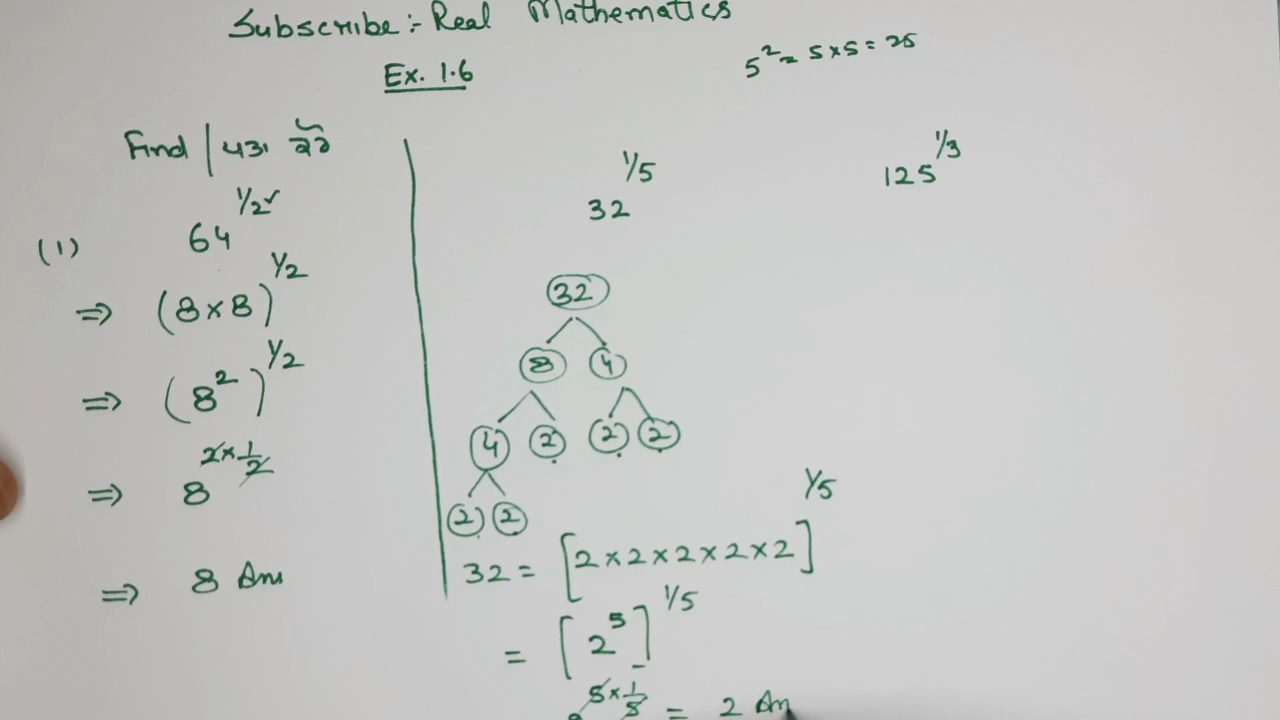 Subscribe :- Real Mathematics
Ex. 1.6
5² = 5 × 5 = 25
Find |
(1) 64^1/2
⇒ (8×8)^1/2
⇒ (8²)^1/2
⇒ 8^2×1/2
⇒ 8 Ans
32^1/5
32
8 4
4 2 2 2
2 2
32 = [2×2×2×2×2]^1/5
= [2⁵]^1/5
5×1/5 = 2 An
125^1/3